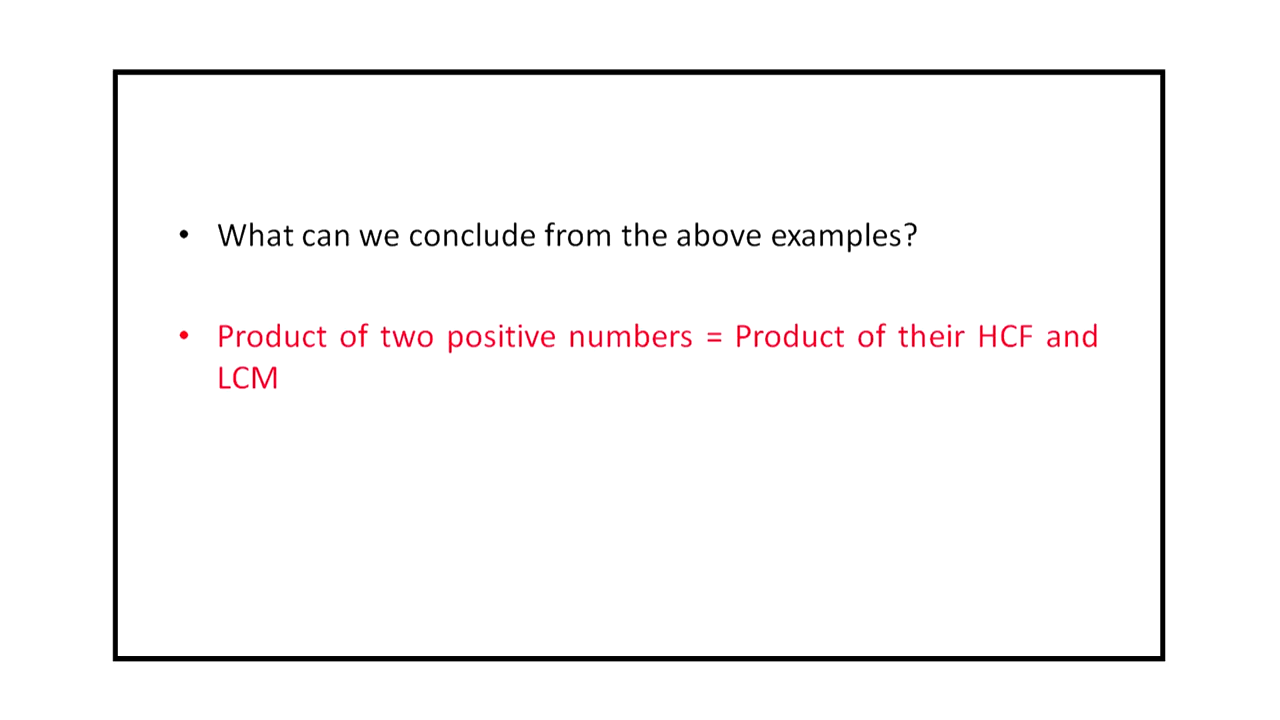 • What can we conclude from the above examples?
• Product of two positive numbers = Product of their HCF and
LCM